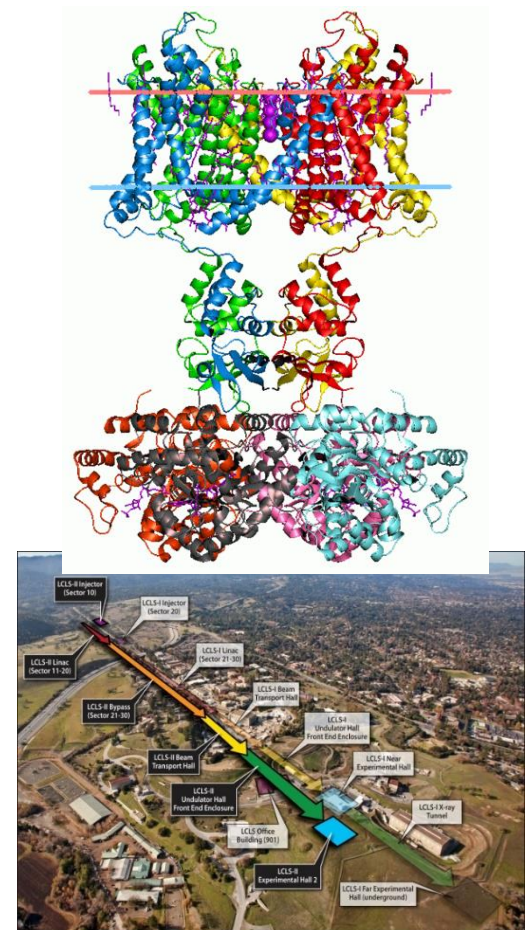 LCLS-II Injector
(Sector 10)
LCLS-I Injector
(Sector 20)
LCLS-II Linac
(Sector 11-20)
LCLS-I Linac
(Sector 21-30)
LCLS-II Bypass
(Sector 21-30)
LCLS-I Beam
Transport Hall
LCLS-II Beam
Transport Hall
LCLS-I
Undulator Hall
Front End Enclosure
LCLS-I Near
Experimental Hall
LCLS-II
Undulator Hall
Front End Enclosure
LCLS-I X-ray
Tunnel
LCLS Office
Building (901)
LCLS-II
Experimental Hall 2
LCLS-I Far Experimental
Hall (underground)